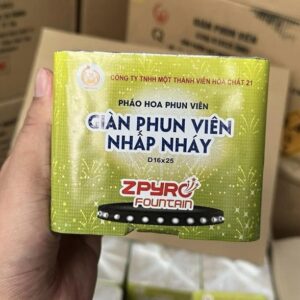 CÔNG TY TNHH MỘT THÀNH VIÊN HÓA CHẤT 21
PHÁO HOA PHUN VIÊN
GIÀN PHUN VIÊN
NHẤP NHÁY
D16x25
ZPYRO
FOUNTAIN